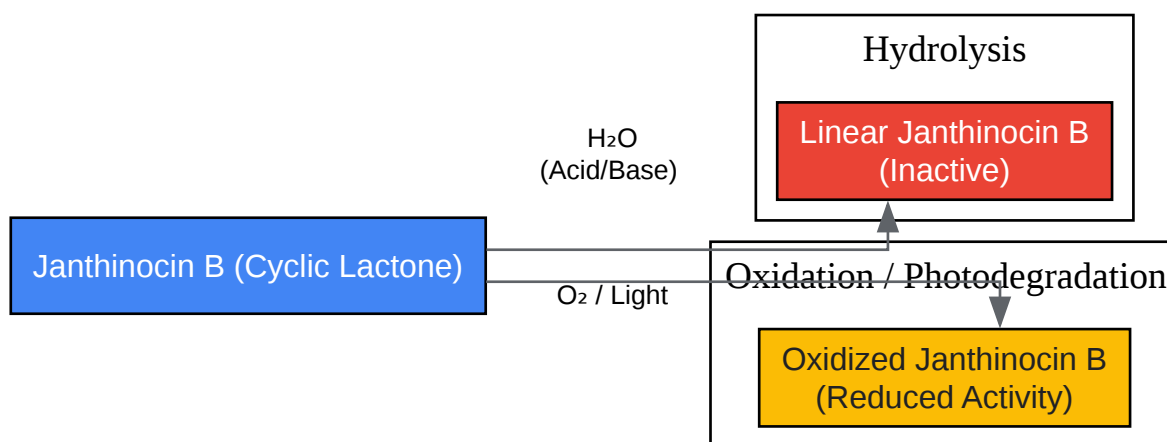 Hydrolysis
Linear Janthinocin B
(Inactive)
H₂O
(Acid/Base)
Janthinocin B (Cyclic Lactone)
O₂ / Light
Oxidation / Photodegradation
Oxidized Janthinocin B
(Reduced Activity)